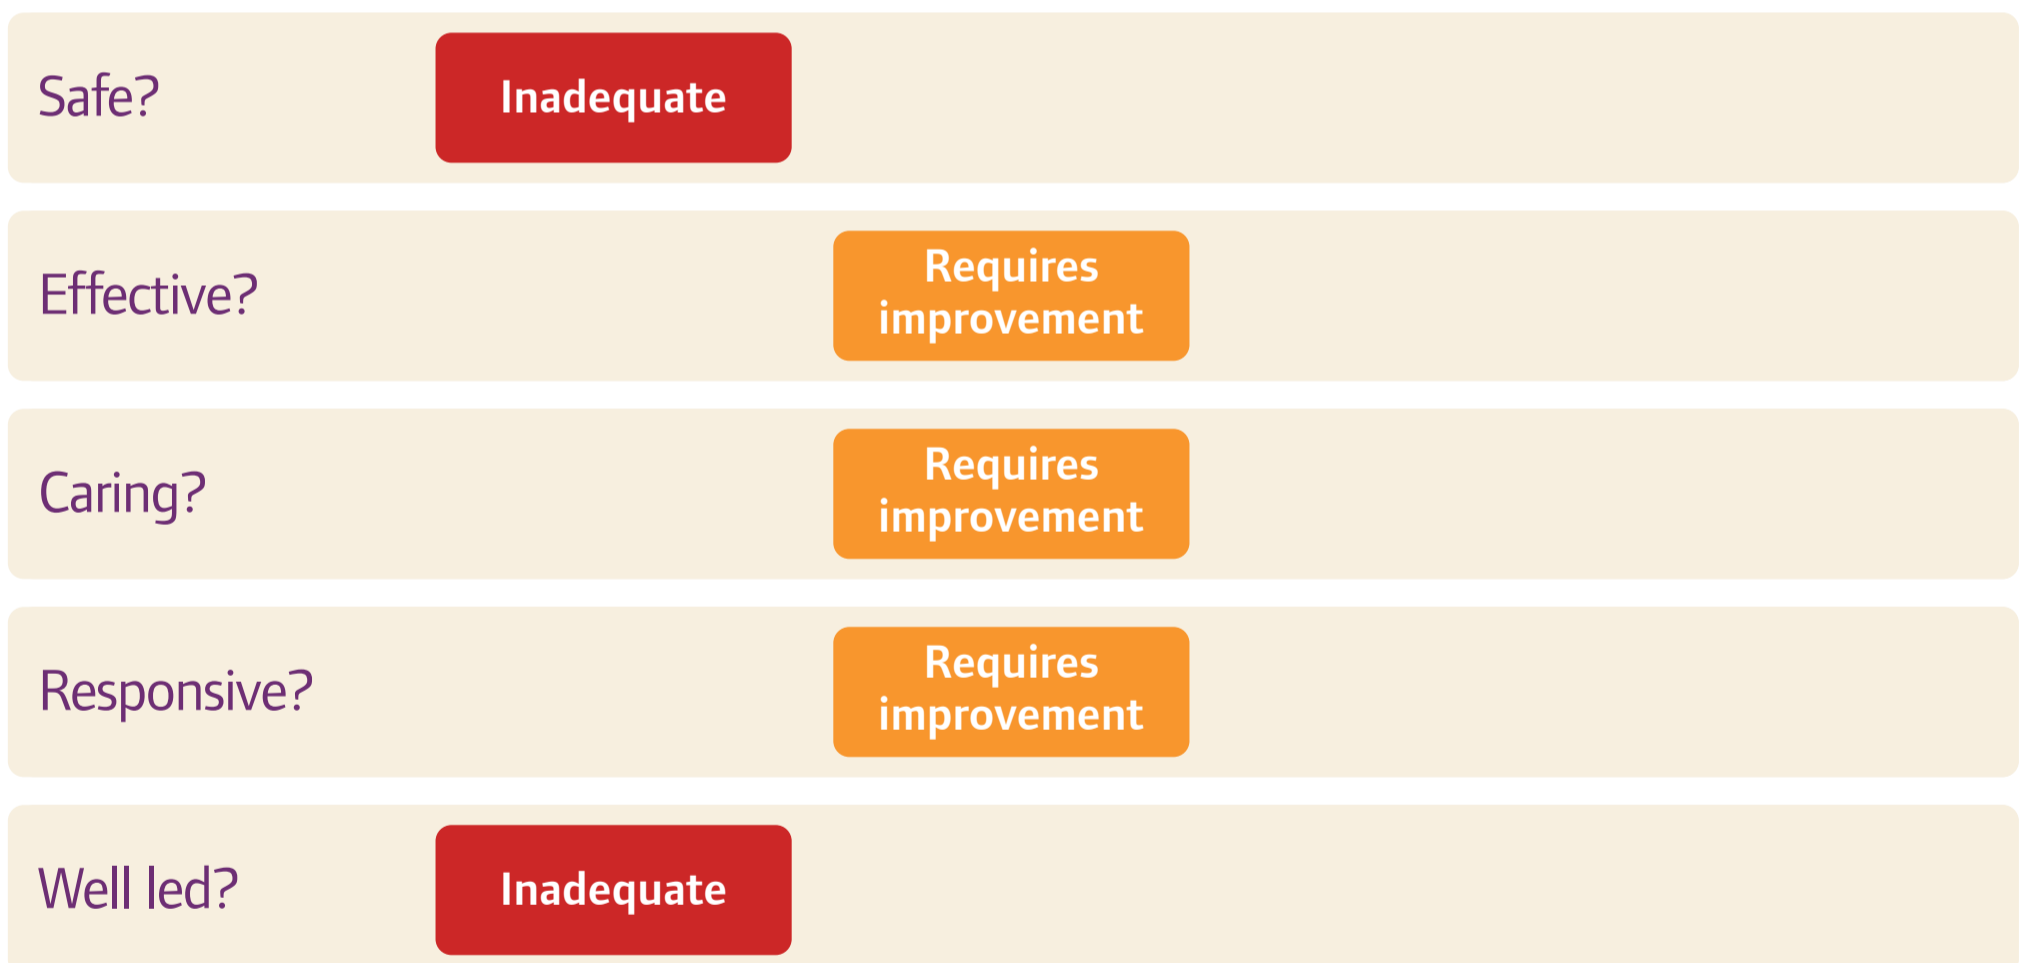 Safe?
Inadequate
Effective?
Requires
improvement
Caring?
Requires
improvement
Responsive?
Requires
improvement
Well led?
Inadequate